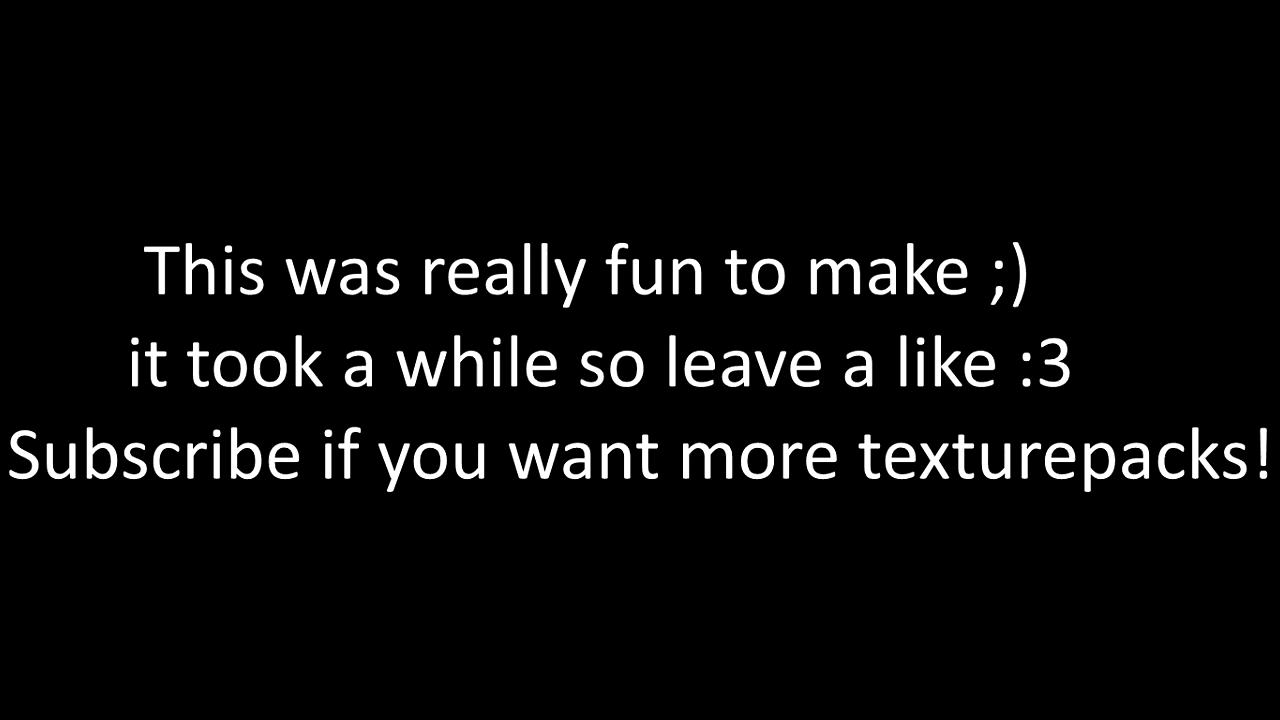 This was really fun to make ;)
it took a while so leave a like :3
Subscribe if you want more texturepacks!